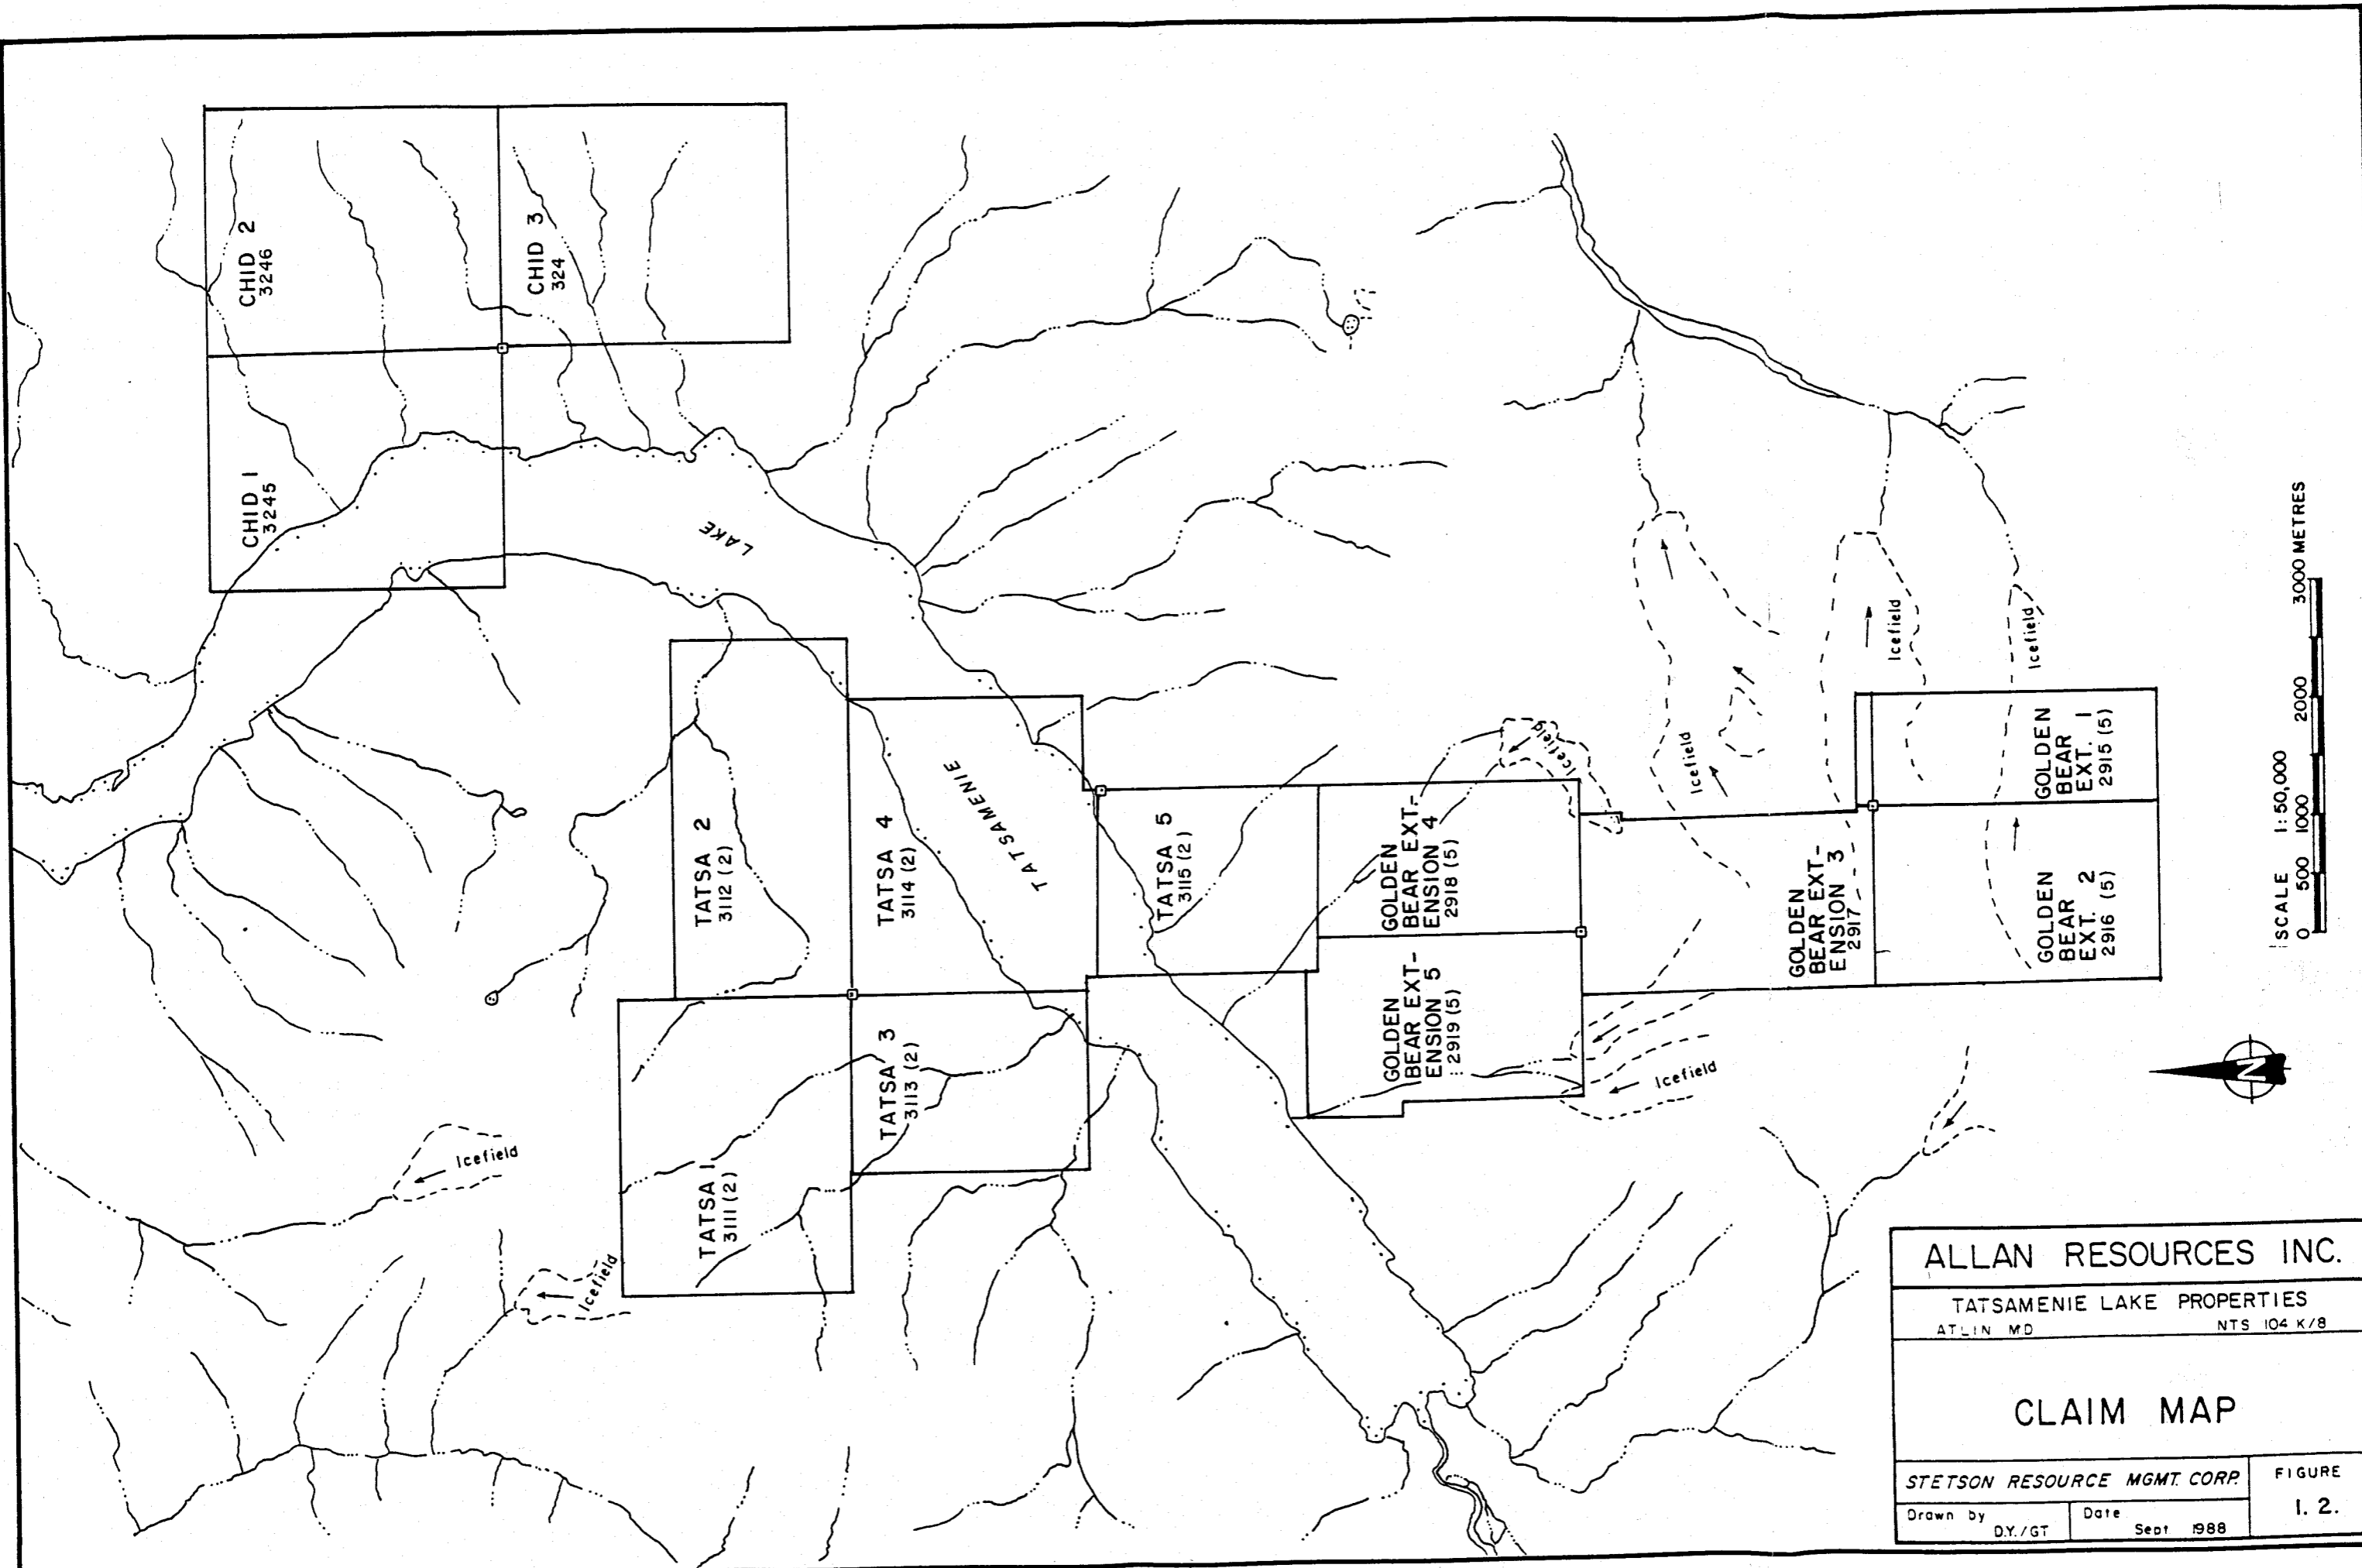 CHID 2
3246
CHID 3
324
CHID 1
3245
LAKE
TATSAMENIE
TATSA 2
3112 (2)
TATSA 4
3114 (2)
TATSA 5
3115 (2)
TATSA 1
3111 (2)
TATSA 3
3113 (2)
GOLDEN
BEAR EXT-
ENSION 4
2918 (5)
GOLDEN
BEAR EXT-
ENSION 5
2919 (5)
GOLDEN
BEAR EXT-
ENSION 3
2917
GOLDEN
BEAR
EXT. 1
2915 (5)
GOLDEN
BEAR
EXT. 2
2916 (5)
Icefield
Icefield
Icefield
Icefield
Icefield
Icefield
Icefield
Icefield
SCALE 1:50,000
0 500 1000 2000 3000 METRES
N
ALLAN RESOURCES INC.
TATSAMENIE LAKE PROPERTIES
ATLIN MD NTS 104 K/8
CLAIM MAP
STETSON RESOURCE MGMT. CORP.
FIGURE
1. 2.
Drawn by
D.Y./GT
Date
Sept 1988